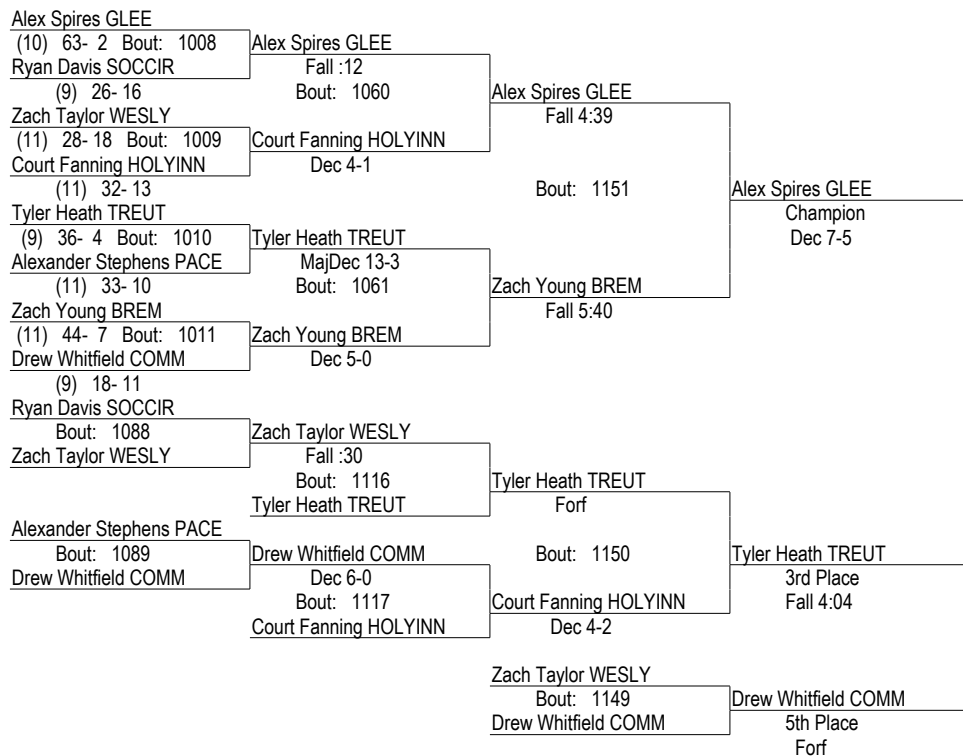 Alex Spires GLEE
(10) 63- 2 Bout: 1008
Ryan Davis SOCCIR
(9) 26- 16
Zach Taylor WESLY
(11) 28- 18 Bout: 1009
Court Fanning HOLYINN
(11) 32- 13
Tyler Heath TREUT
(9) 36- 4 Bout: 1010
Alexander Stephens PACE
(11) 33- 10
Zach Young BREM
(11) 44- 7 Bout: 1011
Drew Whitfield COMM
(9) 18- 11
Ryan Davis SOCCIR
Bout: 1088
Zach Taylor WESLY
Alexander Stephens PACE
Bout: 1089
Drew Whitfield COMM
Alex Spires GLEE
Fall :12
Bout: 1060
Court Fanning HOLYINN
Dec 4-1
Tyler Heath TREUT
MajDec 13-3
Bout: 1061
Zach Young BREM
Dec 5-0
Zach Taylor WESLY
Fall :30
Bout: 1116
Tyler Heath TREUT
Drew Whitfield COMM
Dec 6-0
Bout: 1117
Court Fanning HOLYINN
Alex Spires GLEE
Fall 4:39
Bout: 1151
Zach Young BREM
Fall 5:40
Tyler Heath TREUT
Forf
Bout: 1150
Court Fanning HOLYINN
Dec 4-2
Zach Taylor WESLY
Bout: 1149
Drew Whitfield COMM
Alex Spires GLEE
Champion
Dec 7-5
Tyler Heath TREUT
3rd Place
Fall 4:04
Drew Whitfield COMM
5th Place
Forf